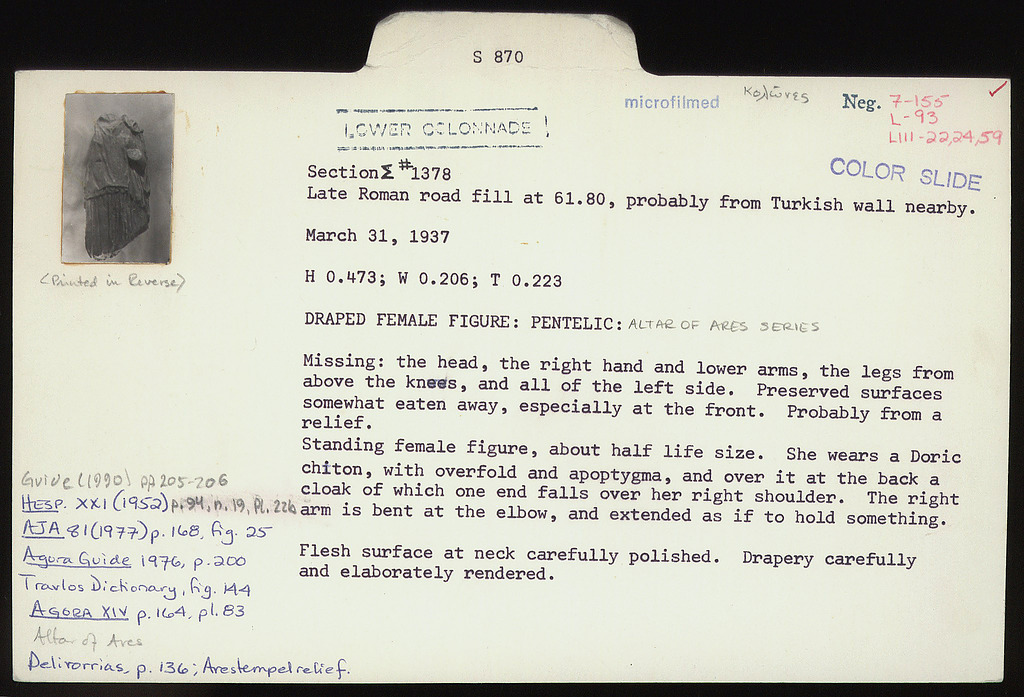 S 870
microfilmed
Κολώνες
Neg. 7-155
L-93
LIII-22,24,59
LOWER COLONNADE
COLOR SLIDE
Section Σ #1378
Late Roman road fill at 61.80, probably from Turkish wall nearby.
March 31, 1937
H 0.473; W 0.206; T 0.223
(Printed in Reverse)
DRAPED FEMALE FIGURE: PENTELIC: ALTAR OF ARES SERIES
Missing: the head, the right hand and lower arms, the legs from
above the knees, and all of the left side. Preserved surfaces
somewhat eaten away, especially at the front. Probably from a
relief.
Standing female figure, about half life size. She wears a Doric
chiton, with overfold and apoptygma, and over it at the back a
cloak of which one end falls over her right shoulder. The right
arm is bent at the elbow, and extended as if to hold something.
Flesh surface at neck carefully polished. Drapery carefully
and elaborately rendered.
Guide (1990) pp 205-206
HESP. XXI (1952) p. 94, n. 19, Pl. 22b
AJA 81 (1977) p. 168, fig. 25
Agora Guide 1976, p. 200
Travlos Dictionary, fig. 144
AGORA XIV p. 164, pl. 83
Altar of Ares
Delivorrias, p. 136; Arestempelrelief.